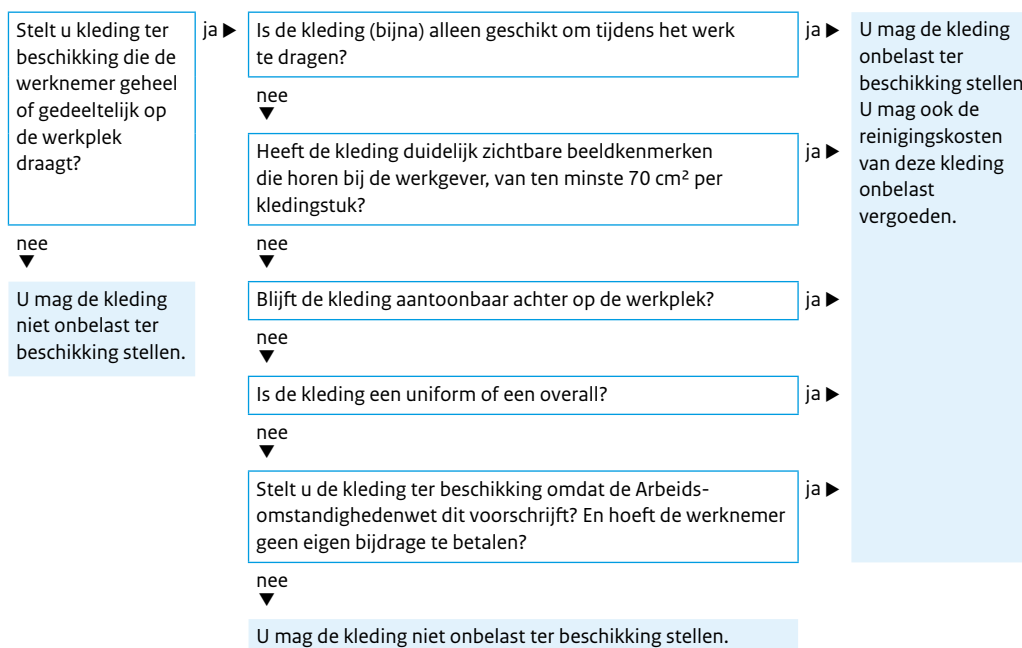 Stelt u kleding ter
beschikking die de
werknemer geheel
of gedeeltelijk op
de werkplek
draagt?
ja ▶
nee
▼
U mag de kleding
niet onbelast ter
beschikking stellen.
Is de kleding (bijna) alleen geschikt om tijdens het werk
te dragen?
ja ▶
nee
▼
Heeft de kleding duidelijk zichtbare beeldkenmerken
die horen bij de werkgever, van ten minste 70 cm² per
kledingstuk?
ja ▶
nee
▼
Blijft de kleding aantoonbaar achter op de werkplek?
ja ▶
nee
▼
Is de kleding een uniform of een overall?
ja ▶
nee
▼
Stelt u de kleding ter beschikking omdat de Arbeids-
omstandighedenwet dit voorschrijft? En hoeft de werknemer
geen eigen bijdrage te betalen?
ja ▶
nee
▼
U mag de kleding niet onbelast ter beschikking stellen.
U mag de kleding
onbelast ter
beschikking stellen
U mag ook de
reinigingskosten
van deze kleding
onbelast
vergoeden.